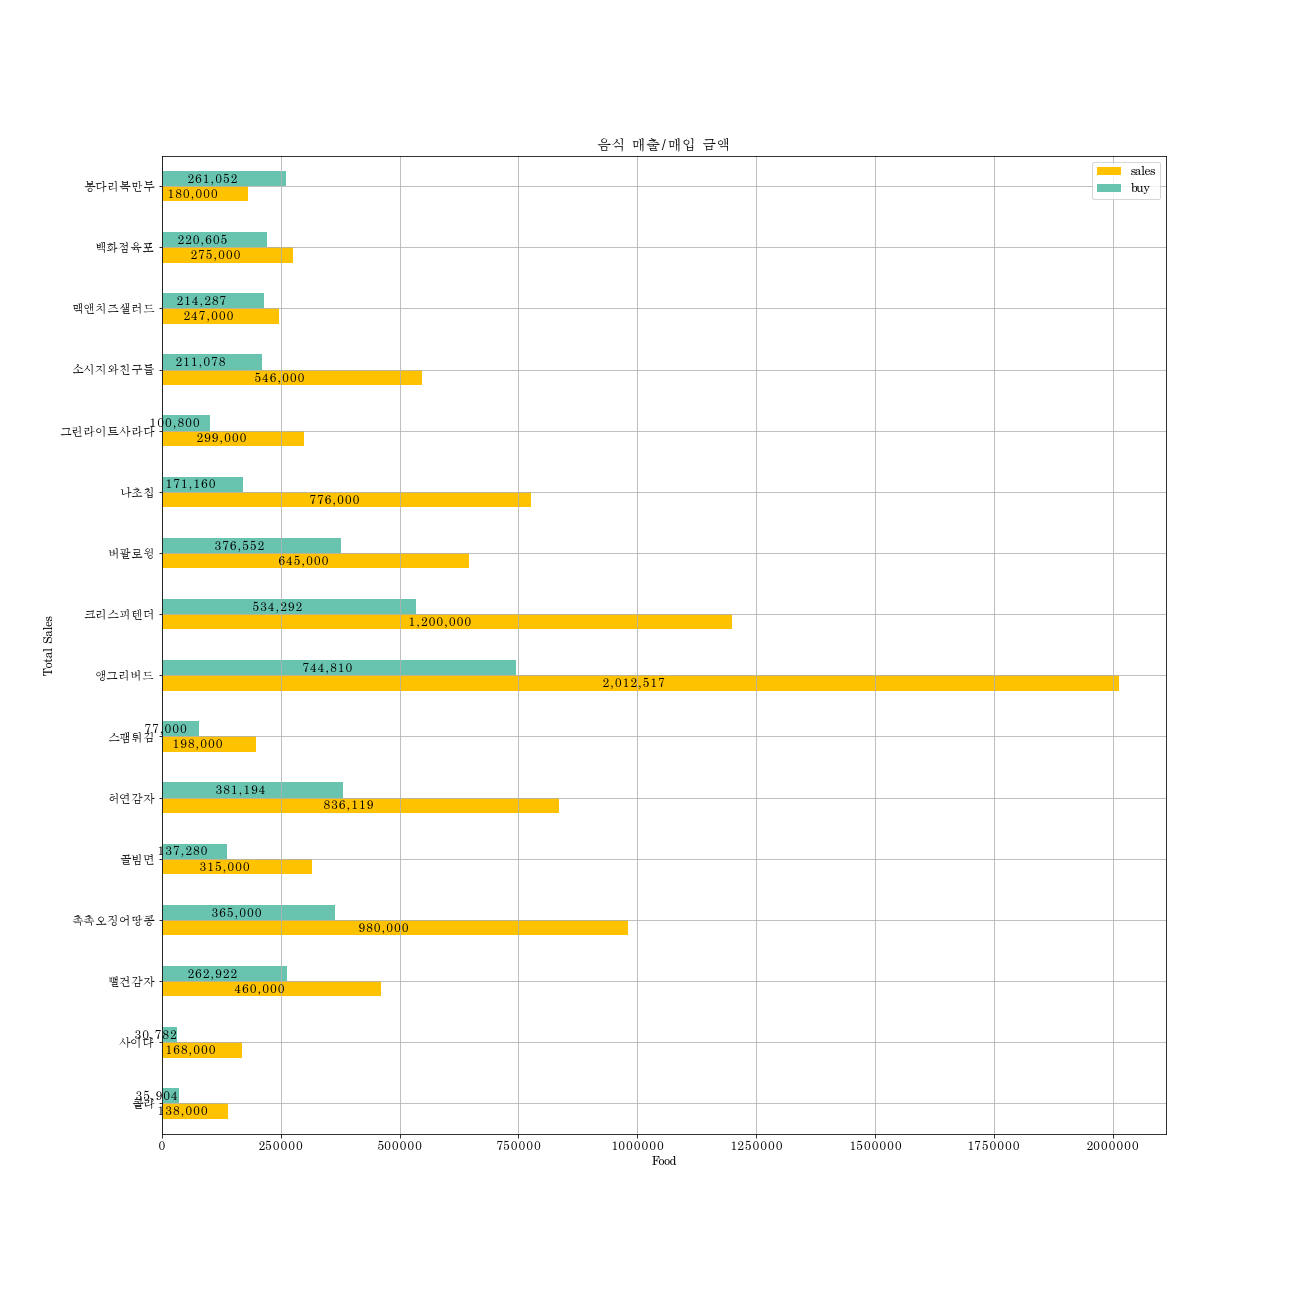 음식 매출/매입 금액
sales
buy
봉다리복만두
261,052
180,000
백화점육포
220,605
275,000
맥앤치즈샐러드
214,287
247,000
소시지와친구들
211,078
546,000
그린라이트사라다
100,800
299,000
나초칩
171,160
776,000
버팔로윙
376,552
645,000
크리스피텐더
534,292
1,200,000
앵그리버드
744,810
2,012,517
스팸튀김
77,000
198,000
허연감자
381,194
836,119
골빔면
137,280
315,000
촉촉오징어땅콩
365,000
980,000
뻘건감자
262,922
460,000
사이다
30,782
168,000
콜라
35,904
138,000
Total Sales
0 250000 500000 750000 1000000 1250000 1500000 1750000 2000000
Food